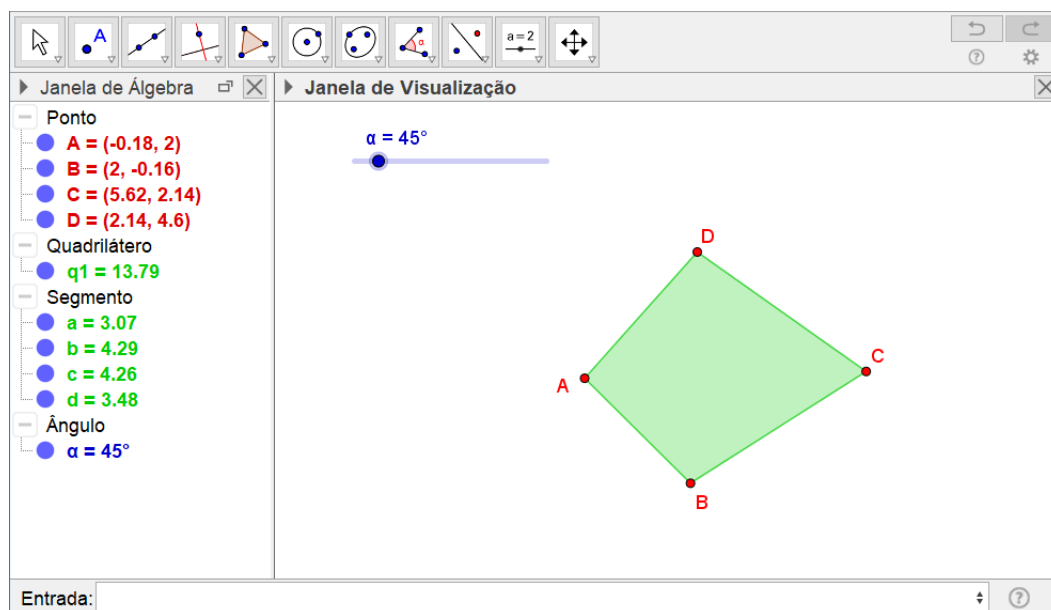 A
α
a=2
Janela de Álgebra
Janela de Visualização
Ponto
A = (-0.18, 2)
B = (2, -0.16)
C = (5.62, 2.14)
D = (2.14, 4.6)
Quadrilátero
q1 = 13.79
Segmento
a = 3.07
b = 4.29
c = 4.26
d = 3.48
Ângulo
α = 45°
α = 45°
D
C
A
B
Entrada: